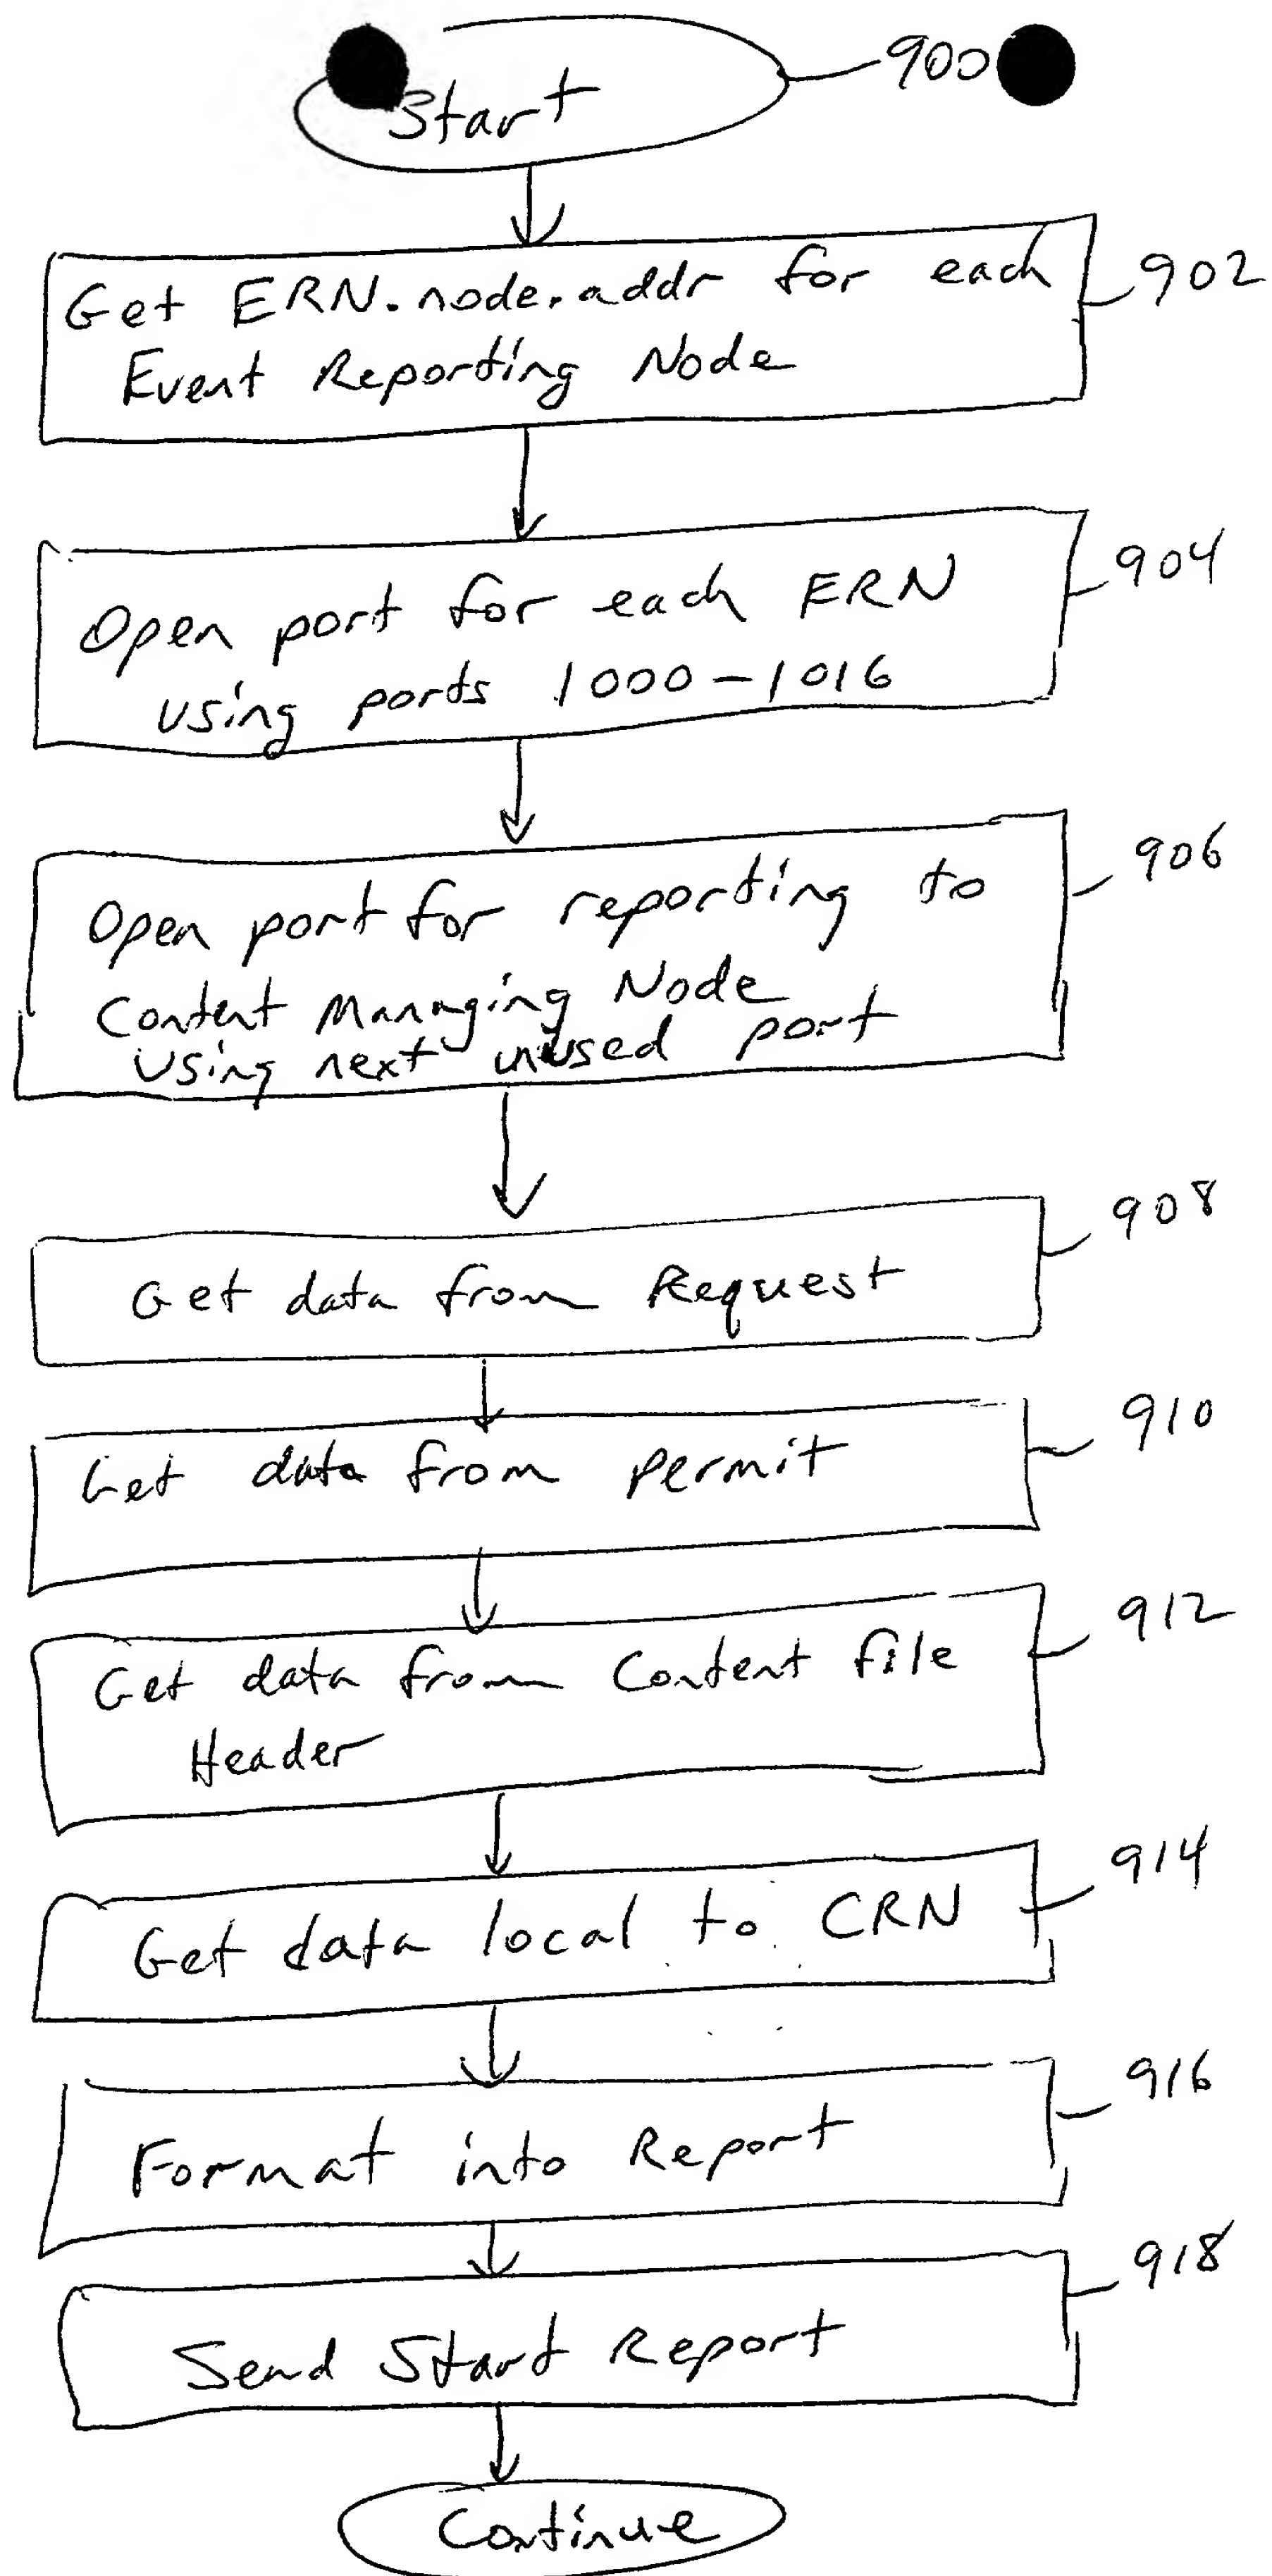 Start
900
Get ERN.node.addr for each
902
Event Reporting Node
Open port for each ERN
904
using ports 1000-1016
Open port for reporting to
906
Content Managing Node
using next unused port
Get data from Request
908
Get data from permit
910
Get data from Content file
912
Header
Get data local to CRN
914
Format into Report
916
Send Start Report
918
Continue